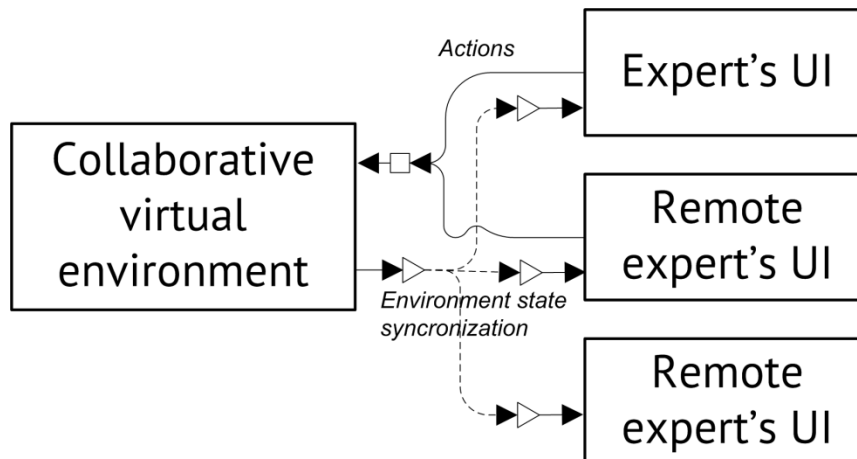 Actions
Expert's UI
Collaborative
virtual
environment
Remote
expert's UI
Environment state
syncronization
Remote
expert's UI